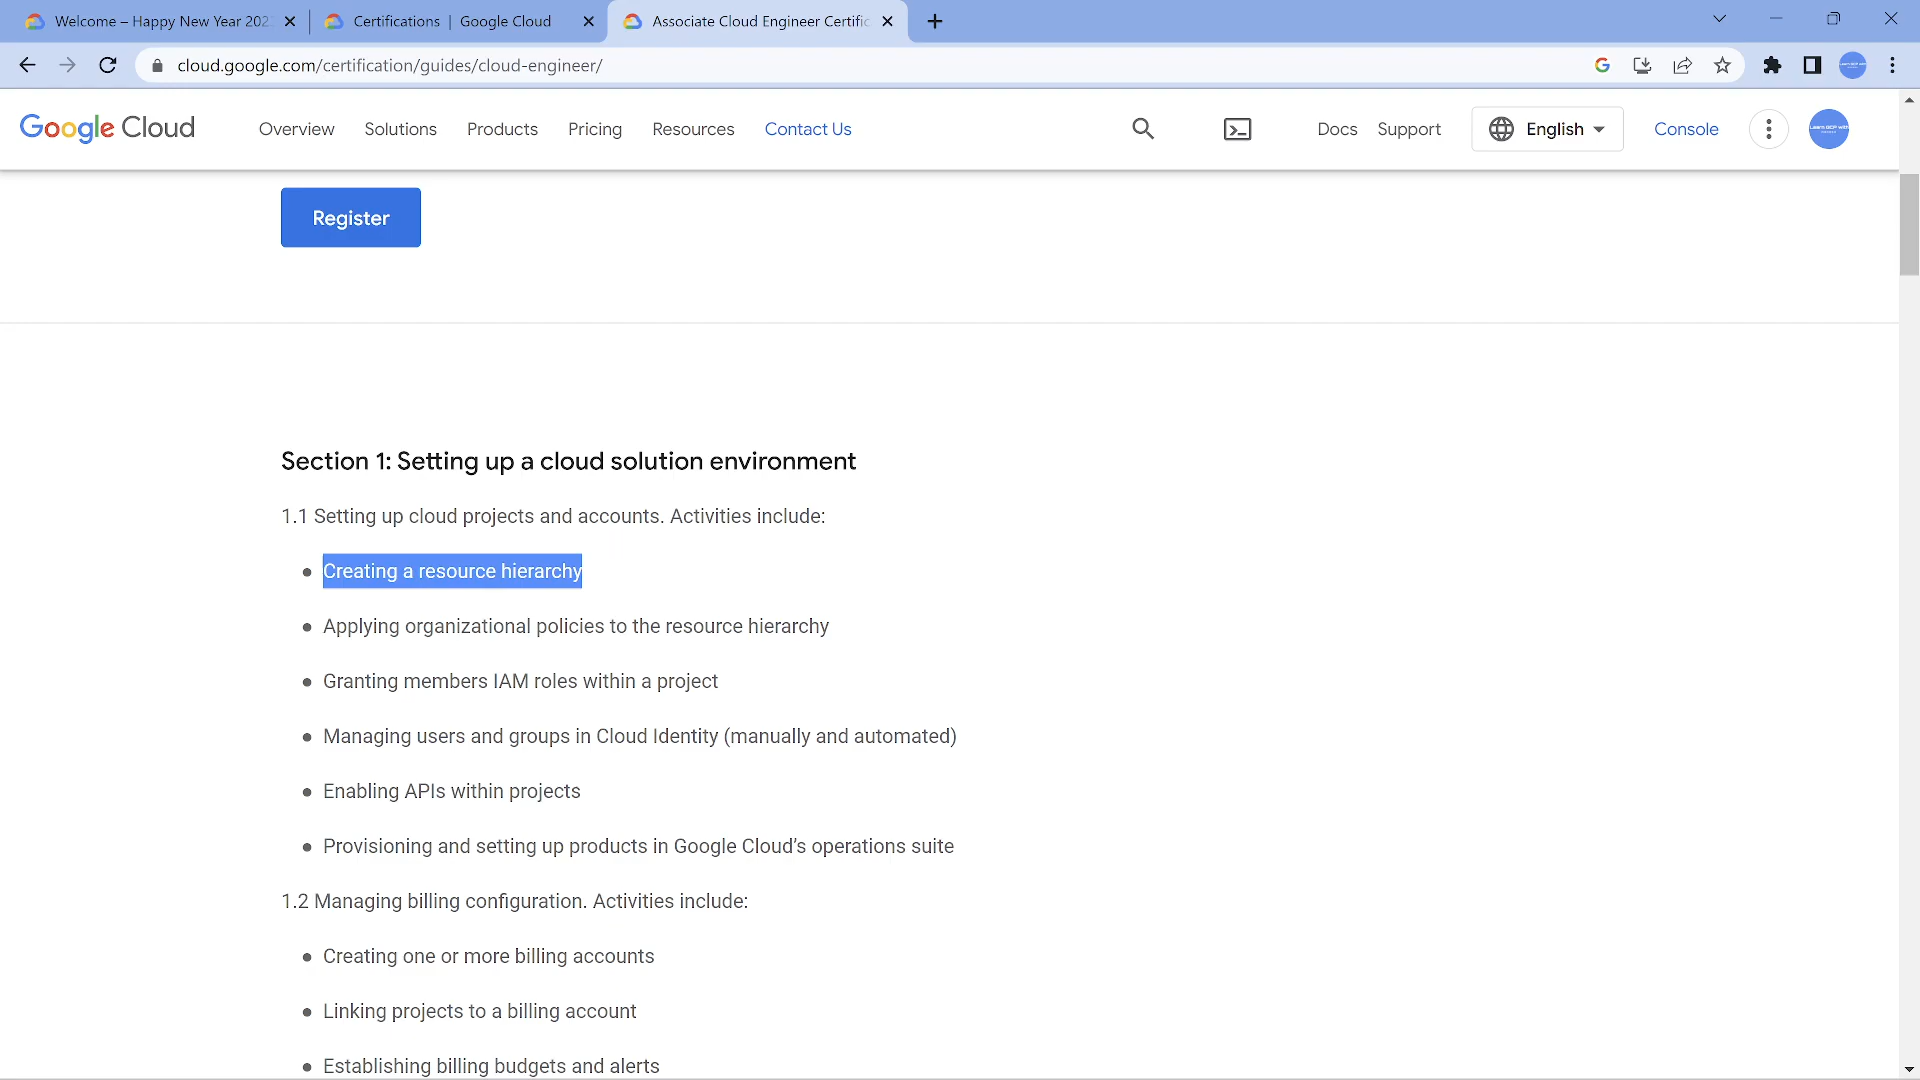 Welcome – Happy New Year 202
Certifications | Google Cloud
Associate Cloud Engineer Certific
cloud.google.com/certification/guides/cloud-engineer/
Google Cloud
Overview
Solutions
Products
Pricing
Resources
Contact Us
Docs
Support
English
Console
Register
Section 1: Setting up a cloud solution environment
1.1 Setting up cloud projects and accounts. Activities include:
● Creating a resource hierarchy
● Applying organizational policies to the resource hierarchy
● Granting members IAM roles within a project
● Managing users and groups in Cloud Identity (manually and automated)
● Enabling APIs within projects
● Provisioning and setting up products in Google Cloud’s operations suite
1.2 Managing billing configuration. Activities include:
● Creating one or more billing accounts
● Linking projects to a billing account
● Establishing billing budgets and alerts